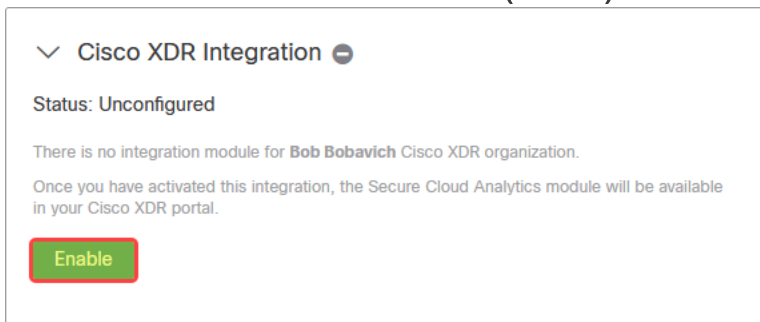 Cisco XDR Integration
Status: Unconfigured
There is no integration module for Bob Bobavich Cisco XDR organization.
Once you have activated this integration, the Secure Cloud Analytics module will be available
in your Cisco XDR portal.
Enable